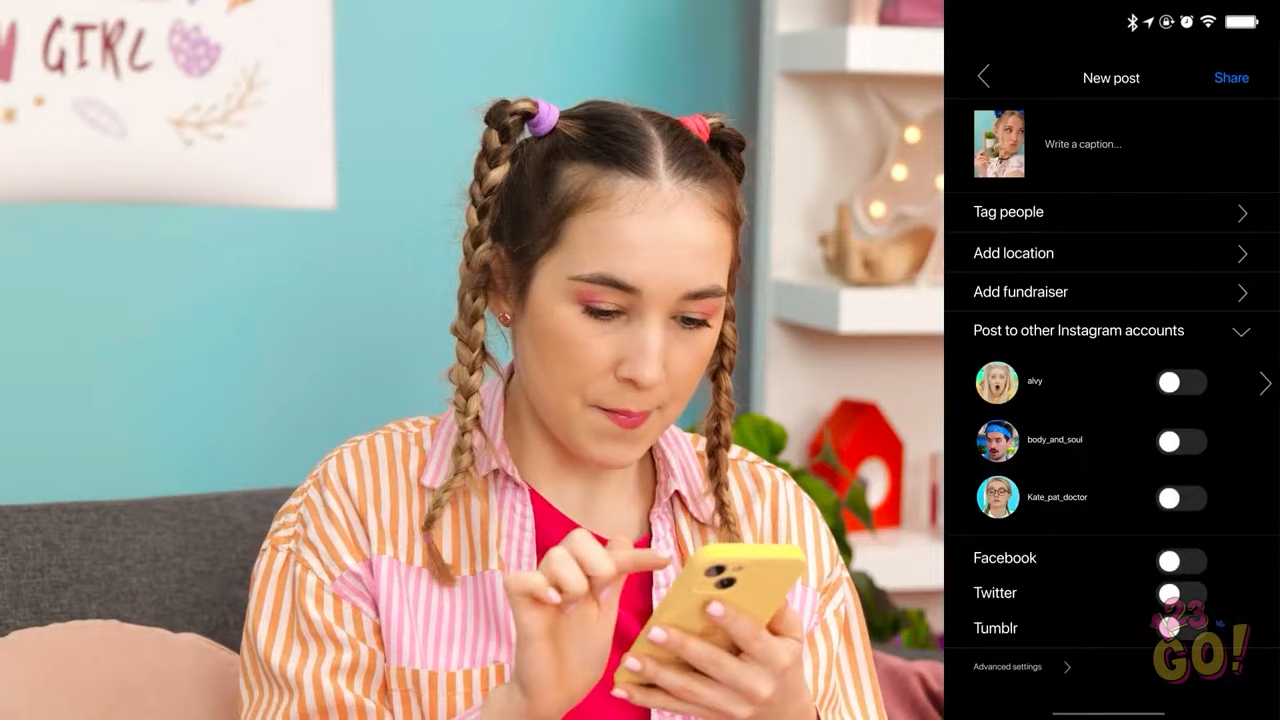 GIRL
New post
Share
Write a caption...
Tag people
Add location
Add fundraiser
Post to other Instagram accounts
alvy
body_and_soul
Kate_pat_doctor
Facebook
Twitter
Tumblr
Advanced settings
23
GO!